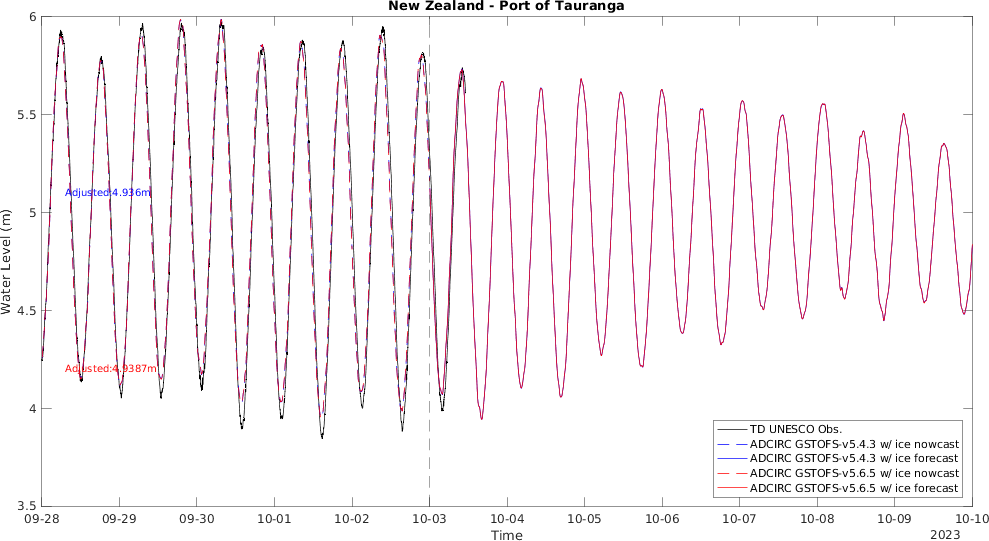 New Zealand - Port of Tauranga
6
5.5
5
4.5
4
3.5
Water Level (m)
Adjusted:4.936m
Adjusted:4.9387m
TD UNESCO Obs.
ADCIRC GSTOFS-v5.4.3 w/ ice nowcast
ADCIRC GSTOFS-v5.4.3 w/ ice forecast
ADCIRC GSTOFS-v5.6.5 w/ ice nowcast
ADCIRC GSTOFS-v5.6.5 w/ ice forecast
09-28 09-29 09-30 10-01 10-02 10-03 10-04 10-05 10-06 10-07 10-08 10-09 10-10
Time
2023